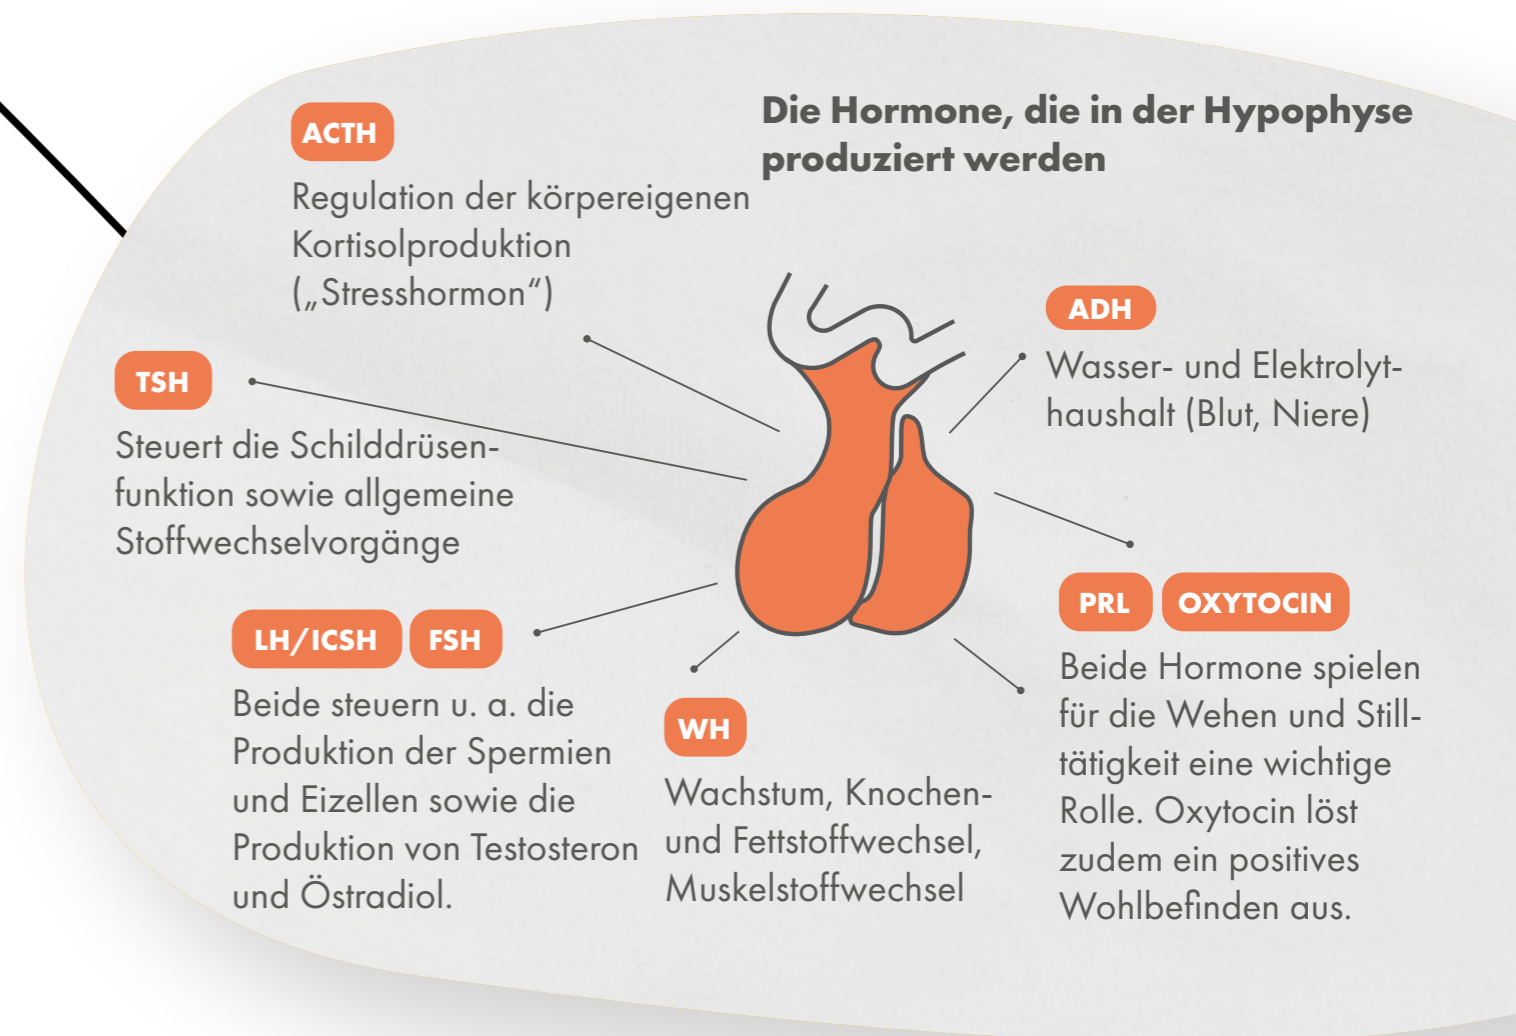 Die Hormone, die in der Hypophyse
produziert werden
ACTH
Regulation der körpereigenen
Kortisolproduktion
(„Stresshormon“)
TSH
Steuert die Schilddrüsen-
funktion sowie allgemeine
Stoffwechselvorgänge
LH/ICSH FSH
Beide steuern u. a. die
Produktion der Spermien
und Eizellen sowie die
Produktion von Testosteron
und Östradiol.
WH
Wachstum, Knochen-
und Fettstoffwechsel,
Muskelstoffwechsel
ADH
Wasser- und Elektrolyt-
haushalt (Blut, Niere)
PRL OXYTOCIN
Beide Hormone spielen
für die Wehen und Still-
tätigkeit eine wichtige
Rolle. Oxytocin löst
zudem ein positives
Wohlbefinden aus.